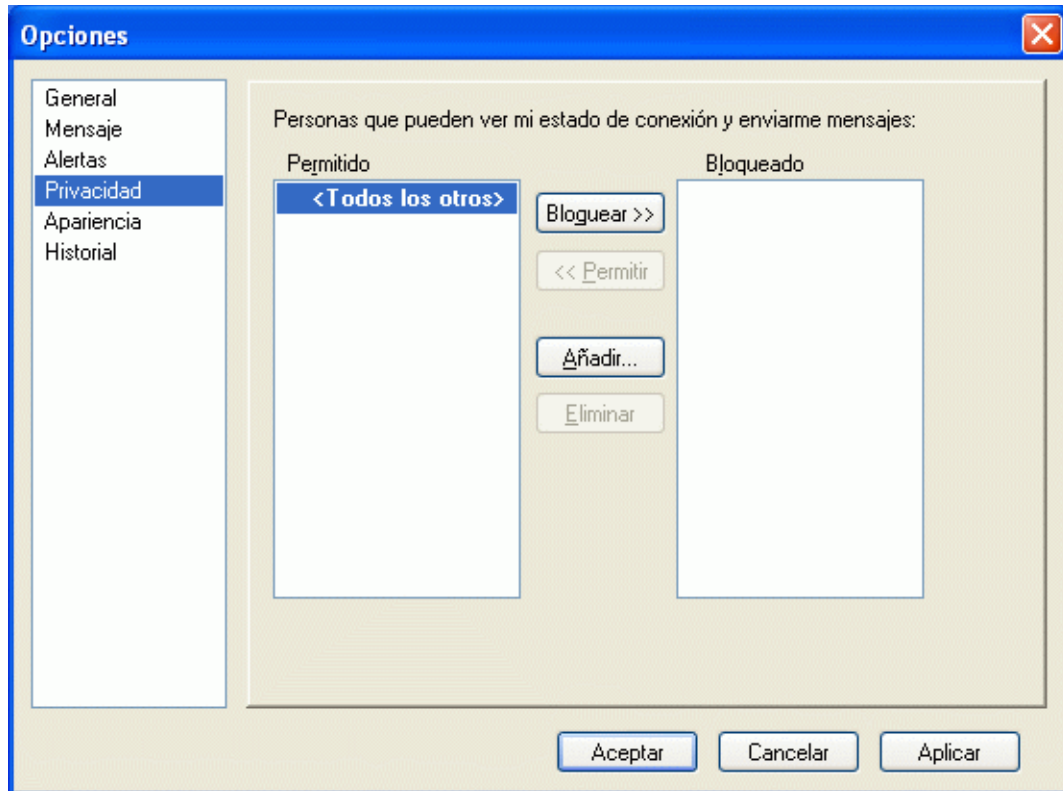 Opciones
General
Mensaje
Alertas
Privacidad
Apariencia
Historial
Personas que pueden ver mi estado de conexión y enviarme mensajes:
Permitido
Bloqueado
<Todos los otros>
Bloquear >>
<< Permitir
Añadir...
Eliminar
Aceptar
Cancelar
Aplicar